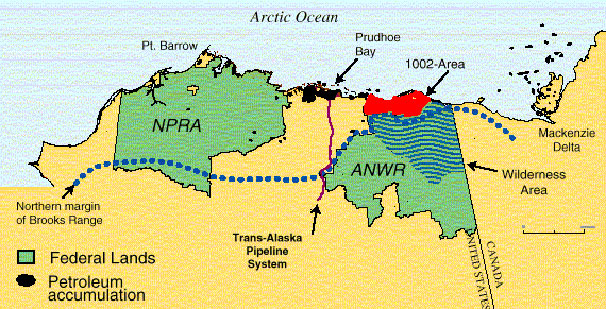 Arctic Ocean
Prudhoe
Bay
Pt. Barrow
1002-Area
NPRA
Mackenzie
Delta
ANWR
Wilderness
Area
Northern margin
of Brooks Range
Trans-Alaska
Pipeline
System
CANADA
UNITED STATES
Federal Lands
Petroleum
accumulation